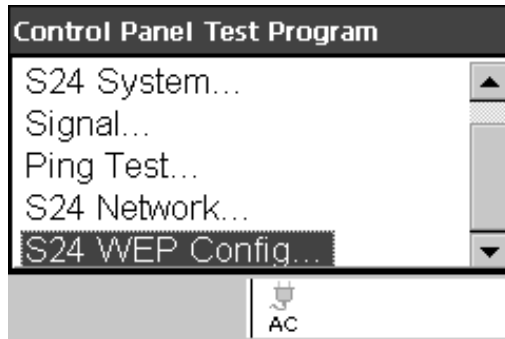 Control Panel Test Program
S24 System...
Signal...
Ping Test...
S24 Network...
S24 WEP Config...
AC